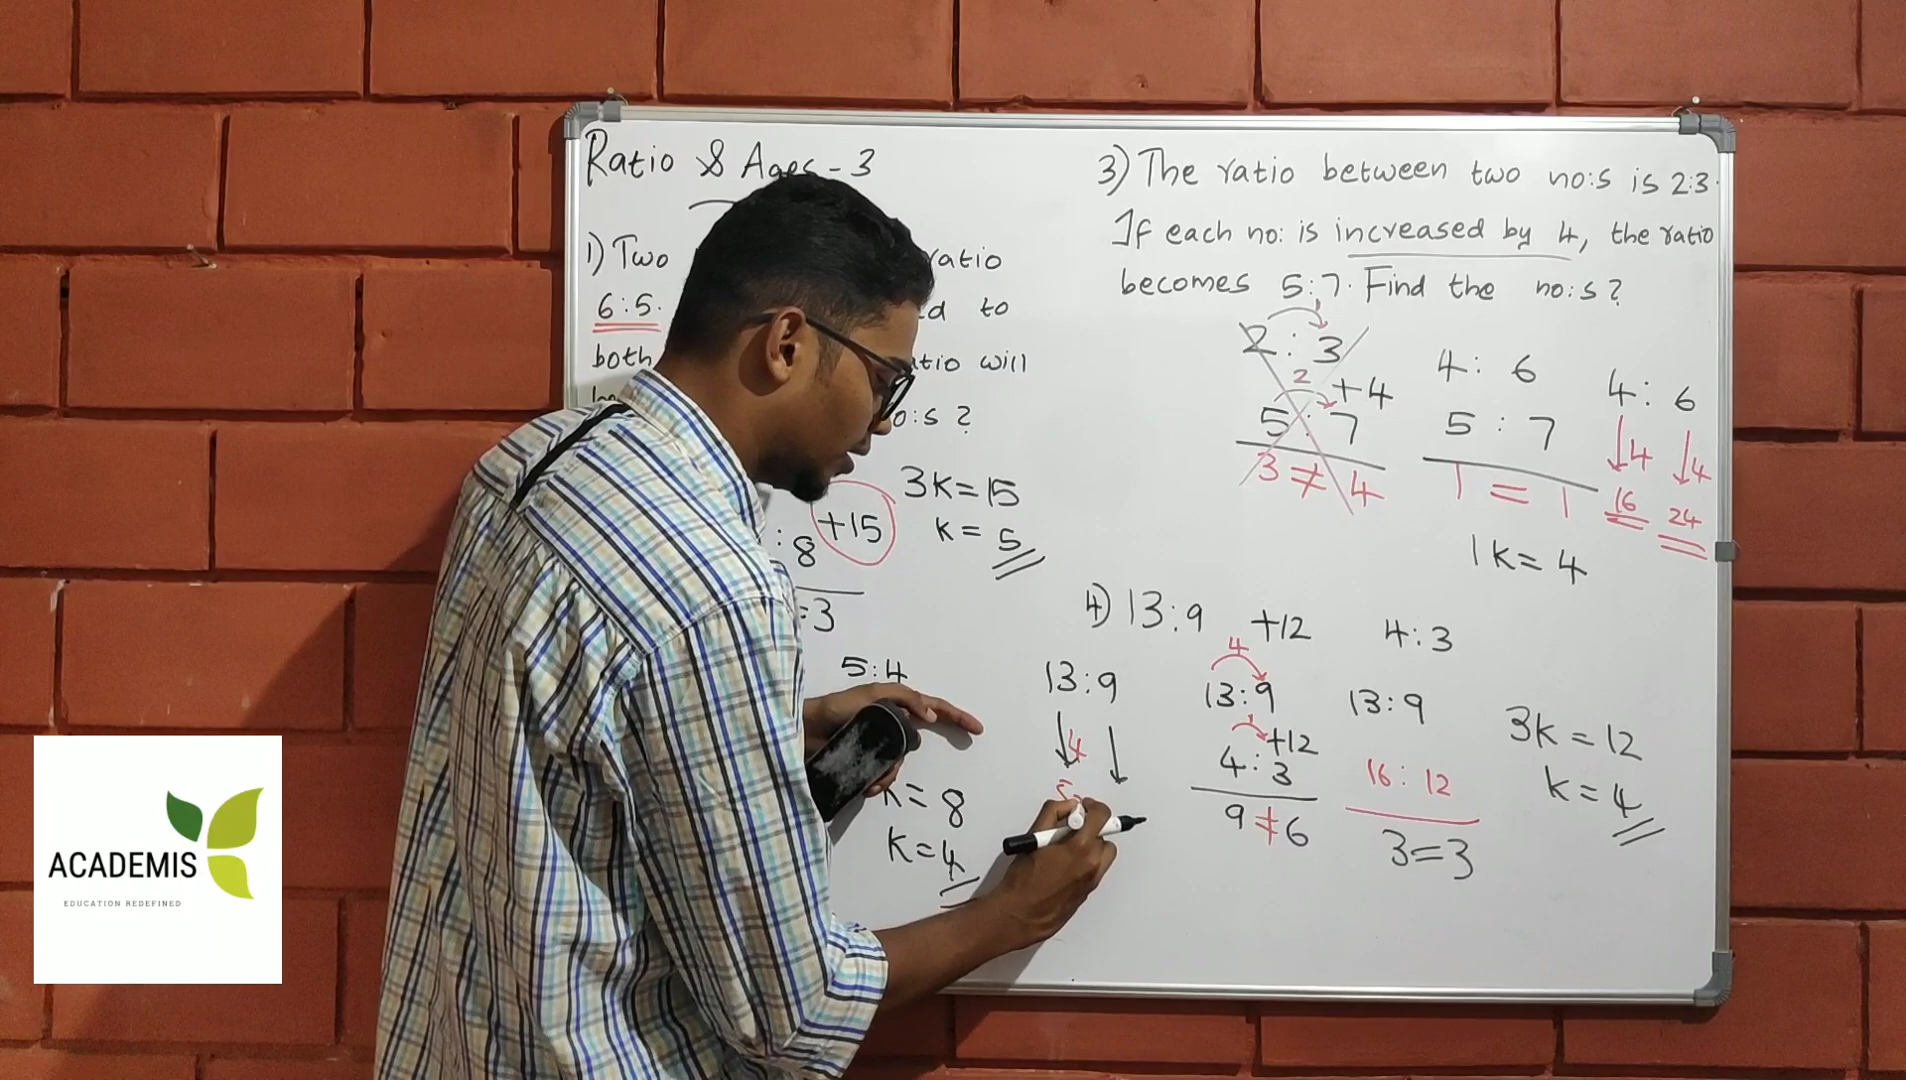 Ratio & Ages - 3
1) Two ratio
6:5. to
both will
o:s ?
3k = 15
+15
k = 5
: 8
=3
5:4
k = 8
k = 4
3) The ratio between two no:s is 2:3.
If each no: is increased by 4, the ratio
becomes 5:7. Find the no:s ?
1
2 : 3
2
+4
5 : 7
3 ≠ 4
4 : 6
5 : 7
1 = 1
4 : 6
4 4
16 24
1k = 4
4) 13:9 +12 4:3
13:9
4
4
13:9
1
+12
4 : 3
9 ≠ 6
13:9
16 : 12
3 = 3
3k = 12
k = 4
ACADEMIS
EDUCATION REDEFINED